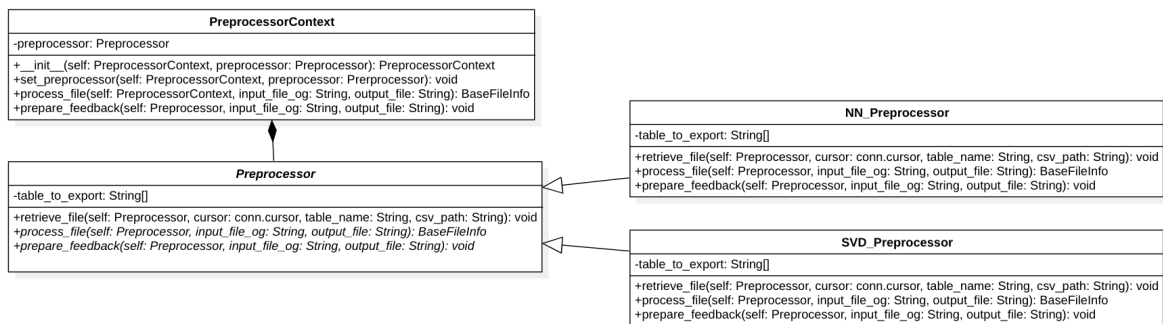 PreprocessorContext
-preprocessor: Preprocessor
+__init__(self: PreprocessorContext, preprocessor: Preprocessor): PreprocessorContext
+set_preprocessor(self: PreprocessorContext, preprocessor: Prerprocessor): void
+process_file(self: PreprocessorContext, input_file_og: String, output_file: String): BaseFileInfo
+prepare_feedback(self: Preprocessor, input_file_og: String, output_file: String): void
Preprocessor
-table_to_export: String[]
+retrieve_file(self: Preprocessor, cursor: conn.cursor, table_name: String, csv_path: String): void
+process_file(self: Preprocessor, input_file_og: String, output_file: String): BaseFileInfo
+prepare_feedback(self: Preprocessor, input_file_og: String, output_file: String): void
NN_Preprocessor
-table_to_export: String[]
+retrieve_file(self: Preprocessor, cursor: conn.cursor, table_name: String, csv_path: String): void
+process_file(self: Preprocessor, input_file_og: String, output_file: String): BaseFileInfo
+prepare_feedback(self: Preprocessor, input_file_og: String, output_file: String): void
SVD_Preprocessor
-table_to_export: String[]
+retrieve_file(self: Preprocessor, cursor: conn.cursor, table_name: String, csv_path: String): void
+process_file(self: Preprocessor, input_file_og: String, output_file: String): BaseFileInfo
+prepare_feedback(self: Preprocessor, input_file_og: String, output_file: String): void